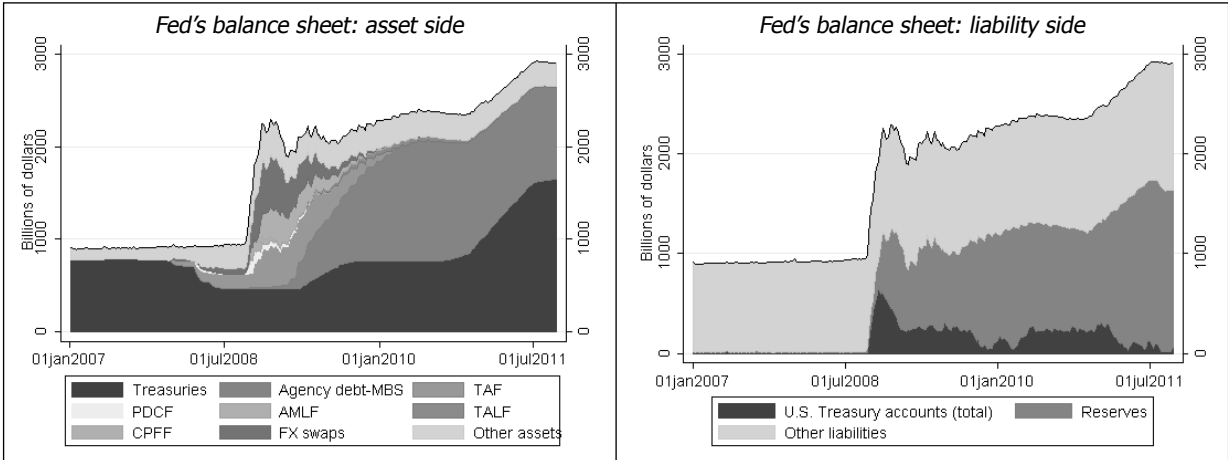 Fed's balance sheet: asset side
3000
2000
1000
0
Billions of dollars
3000
2000
1000
0
01jan2007 01jul2008 01jan2010 01jul2011
Treasuries Agency debt-MBS TAF
PDCF AMLF TALF
CPFF FX swaps Other assets
Fed's balance sheet: liability side
3000
2000
1000
0
Billions of dollars
3000
2000
1000
0
01jan2007 01jul2008 01jan2010 01jul2011
U.S. Treasury accounts (total) Reserves
Other liabilities